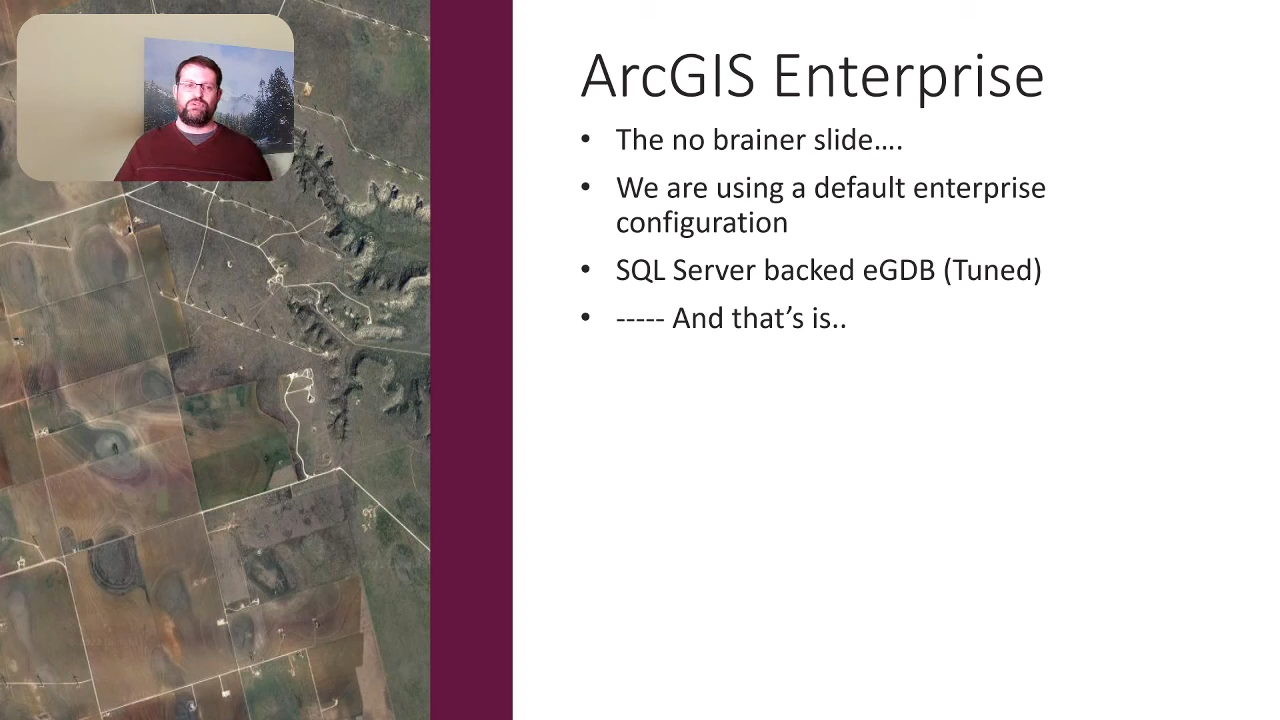 ArcGIS Enterprise
• The no brainer slide….
• We are using a default enterprise
configuration
• SQL Server backed eGDB (Tuned)
• ----- And that’s is..